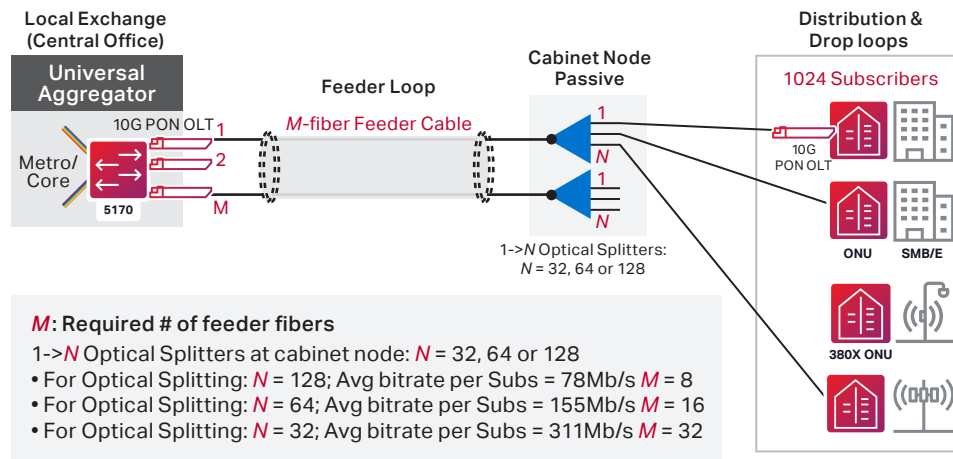 Local Exchange
(Central Office)
Universal
Aggregator
10G PON OLT
1
2
M
Metro/
Core
5170
Feeder Loop
M-fiber Feeder Cable
Cabinet Node
Passive
1
N
1
N
1->N Optical Splitters:
N = 32, 64 or 128
Distribution &
Drop loops
1024 Subscribers
10G
PON OLT
ONU
SMB/E
380X ONU
M: Required # of feeder fibers
1->N Optical Splitters at cabinet node: N = 32, 64 or 128
• For Optical Splitting: N = 128; Avg bitrate per Subs = 78Mb/s M = 8
• For Optical Splitting: N = 64; Avg bitrate per Subs = 155Mb/s M = 16
• For Optical Splitting: N = 32; Avg bitrate per Subs = 311Mb/s M = 32